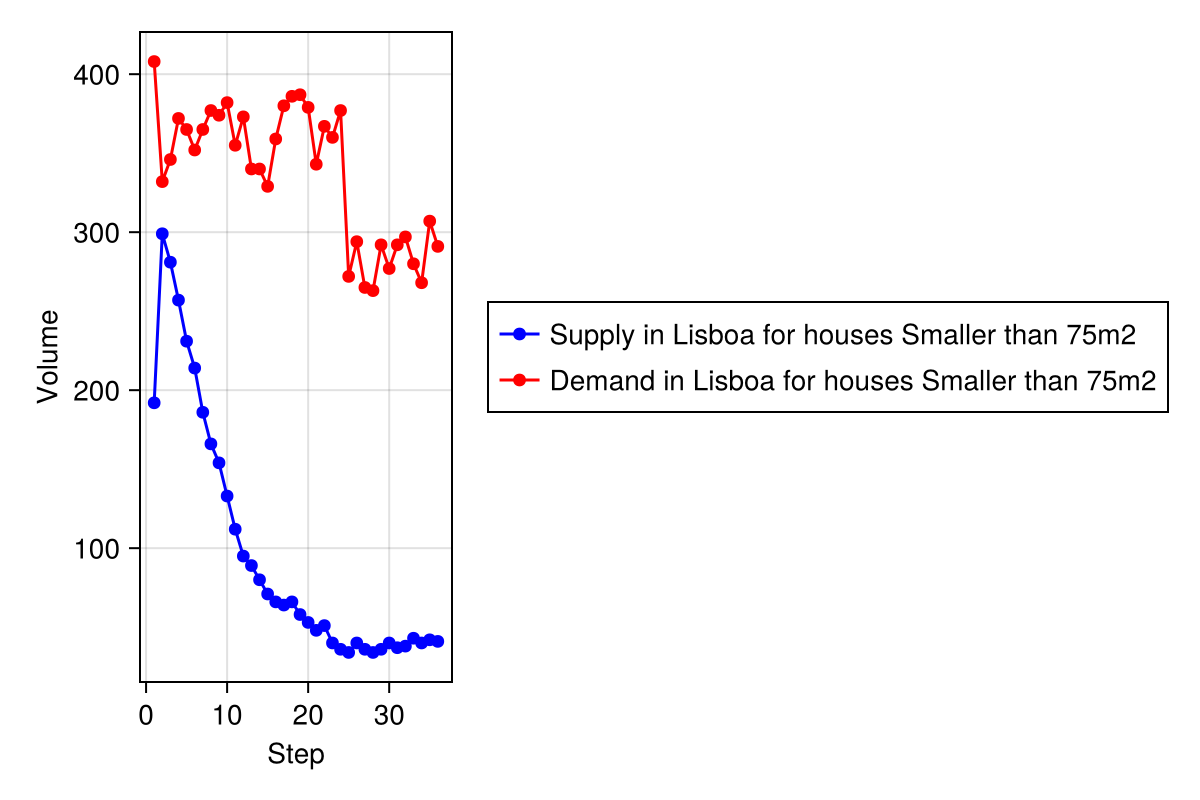 400
300
200
100
Volume
0 10 20 30
Step
Supply in Lisboa for houses Smaller than 75m2
Demand in Lisboa for houses Smaller than 75m2